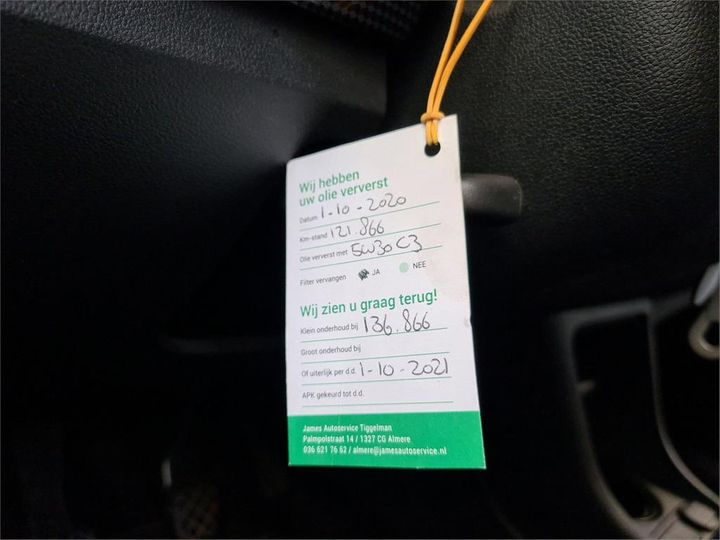 Wij hebben
uw olie ververst
Datum 1-10-2020
Km-stand 121.866
Olie ververst met 5W30 C3
Filter vervangen JA NEE
Wij zien u graag terug!
Klein onderhoud bij 136.866
Groot onderhoud bij
Of uiterlijk per d.d. 1-10-2021
APK gekeurd tot d.d.
James Autoservice Tiggelman
Palmpolstraat 14 / 1327 CG Almere
036 621 76 62 / almere@jamesautoservice.nl